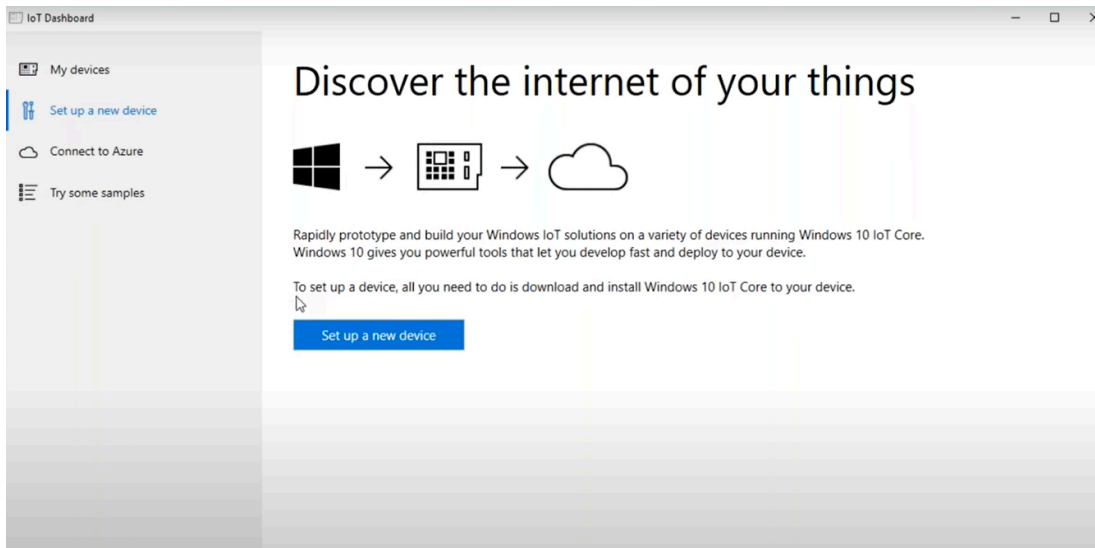 IoT Dashboard
My devices
Set up a new device
Connect to Azure
Try some samples
Discover the internet of your things
Rapidly prototype and build your Windows IoT solutions on a variety of devices running Windows 10 IoT Core.
Windows 10 gives you powerful tools that let you develop fast and deploy to your device.
To set up a device, all you need to do is download and install Windows 10 IoT Core to your device.
Set up a new device